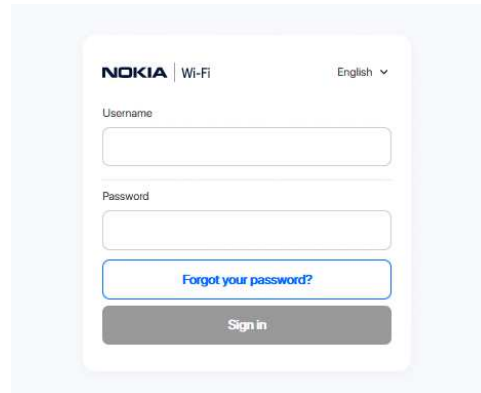 NOKIA Wi-Fi English
Username
Password
Forgot your password?
Sign in